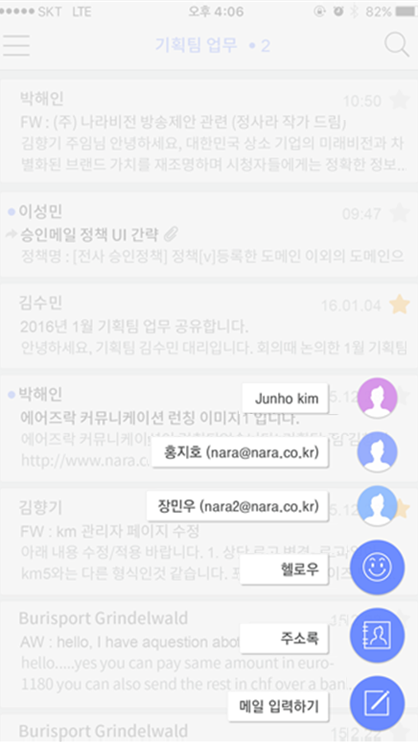 SKT LTE 오후 4:06 82%
기획팀 업무 • 2
박해인 10:50
FW : (주) 나라비전 방송제안 관련 (정사라 작가 드림)
김향기 주임님 안녕하세요, 대한민국 상소 기업의 미래비전과 차
별화된 브랜드 가치를 재조명하며 시청자들에게는 정확한 정보...
이성민 09:47
승인메일 정책 UI 간략
정책명 : [전사 승인정책] 정책[v]등록한 도메인 이외의 도메인으
김수민 16.01.04
2016년 1월 기획팀 업무 공유합니다.
안녕하세요, 기획팀 김수민 대리입니다. 회의때 논의한 1월 기획팀
박해인
Junho kim
에어즈락 커뮤니케이션 런칭 이미지
에어즈락 커뮤니케이션
홍지호 (nara@nara.co.kr)
http://www.nara.c
김향기
장민우 (nara2@nara.co.kr)
FW : km 관리자 페이지 수정
아래 내용 수정/적용 바랍니다. 1. 상단 로고
헬로우
km5와는 다른 형식인것 같습니다.
Burisport Grindelwald
AW : hello, I have aquestion abo
주소록
hello.....yes you can pay same amount in euro-
1180 you can also send the rest in chf over a ban
메일 입력하기
Burisport Grindelwald 15.12.22